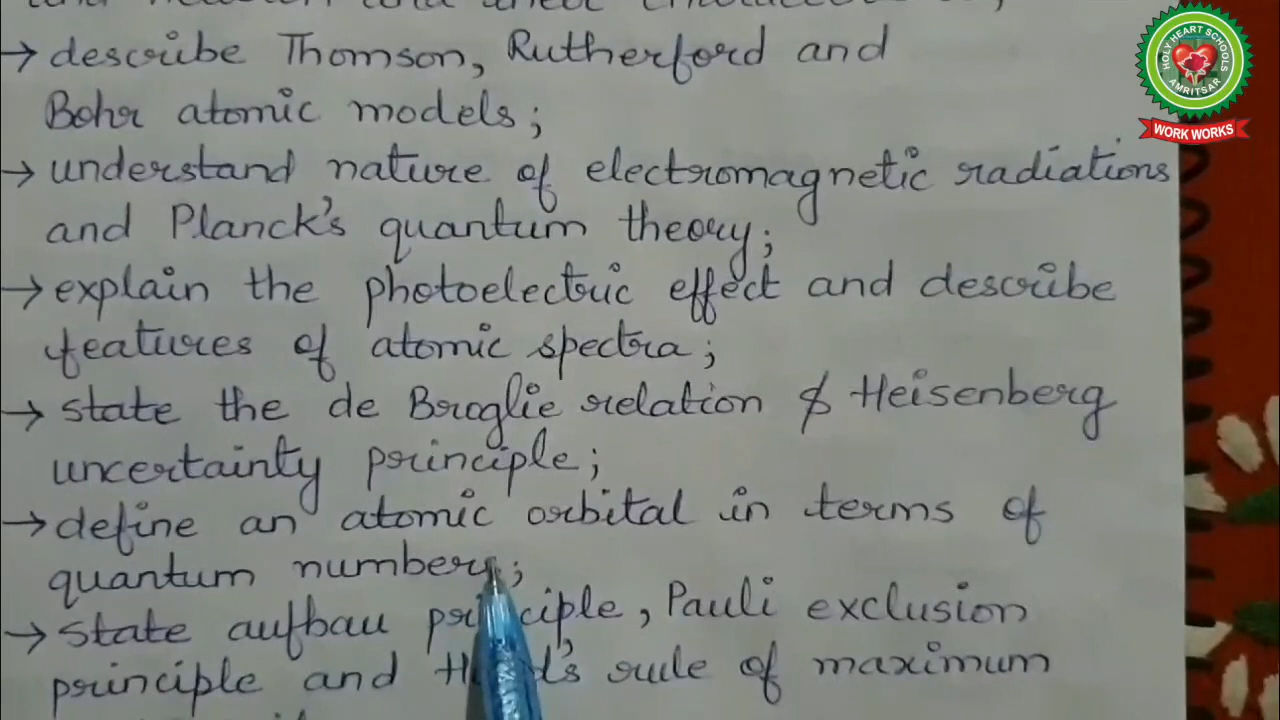 → describe Thomson, Rutherford and
Bohr atomic models;
→ understand nature of electromagnetic radiations
and Planck's quantum theory;
→ explain the photoelectric effect and describe
features of atomic spectra;
→ state the de Broglie relation & Heisenberg
uncertainty principle;
→ define an atomic orbital in terms of
quantum numbers;
→ state aufbau principle, Pauli exclusion
principle and rule of maximum
HOLY HEART SCHOOLS
AMRITSAR
WORK WORKS